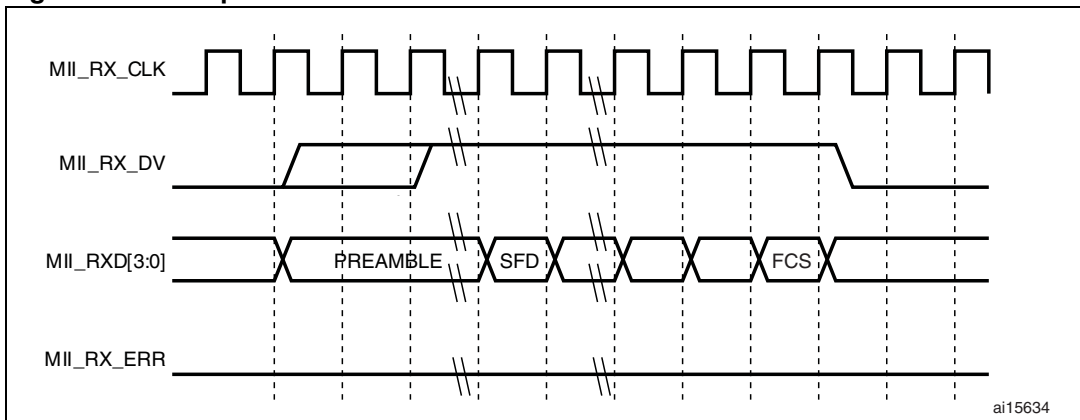 MII_RX_CLK
MII_RX_DV
MII_RXD[3:0]
PREAMBLE
SFD
FCS
MII_RX_ERR
ai15634